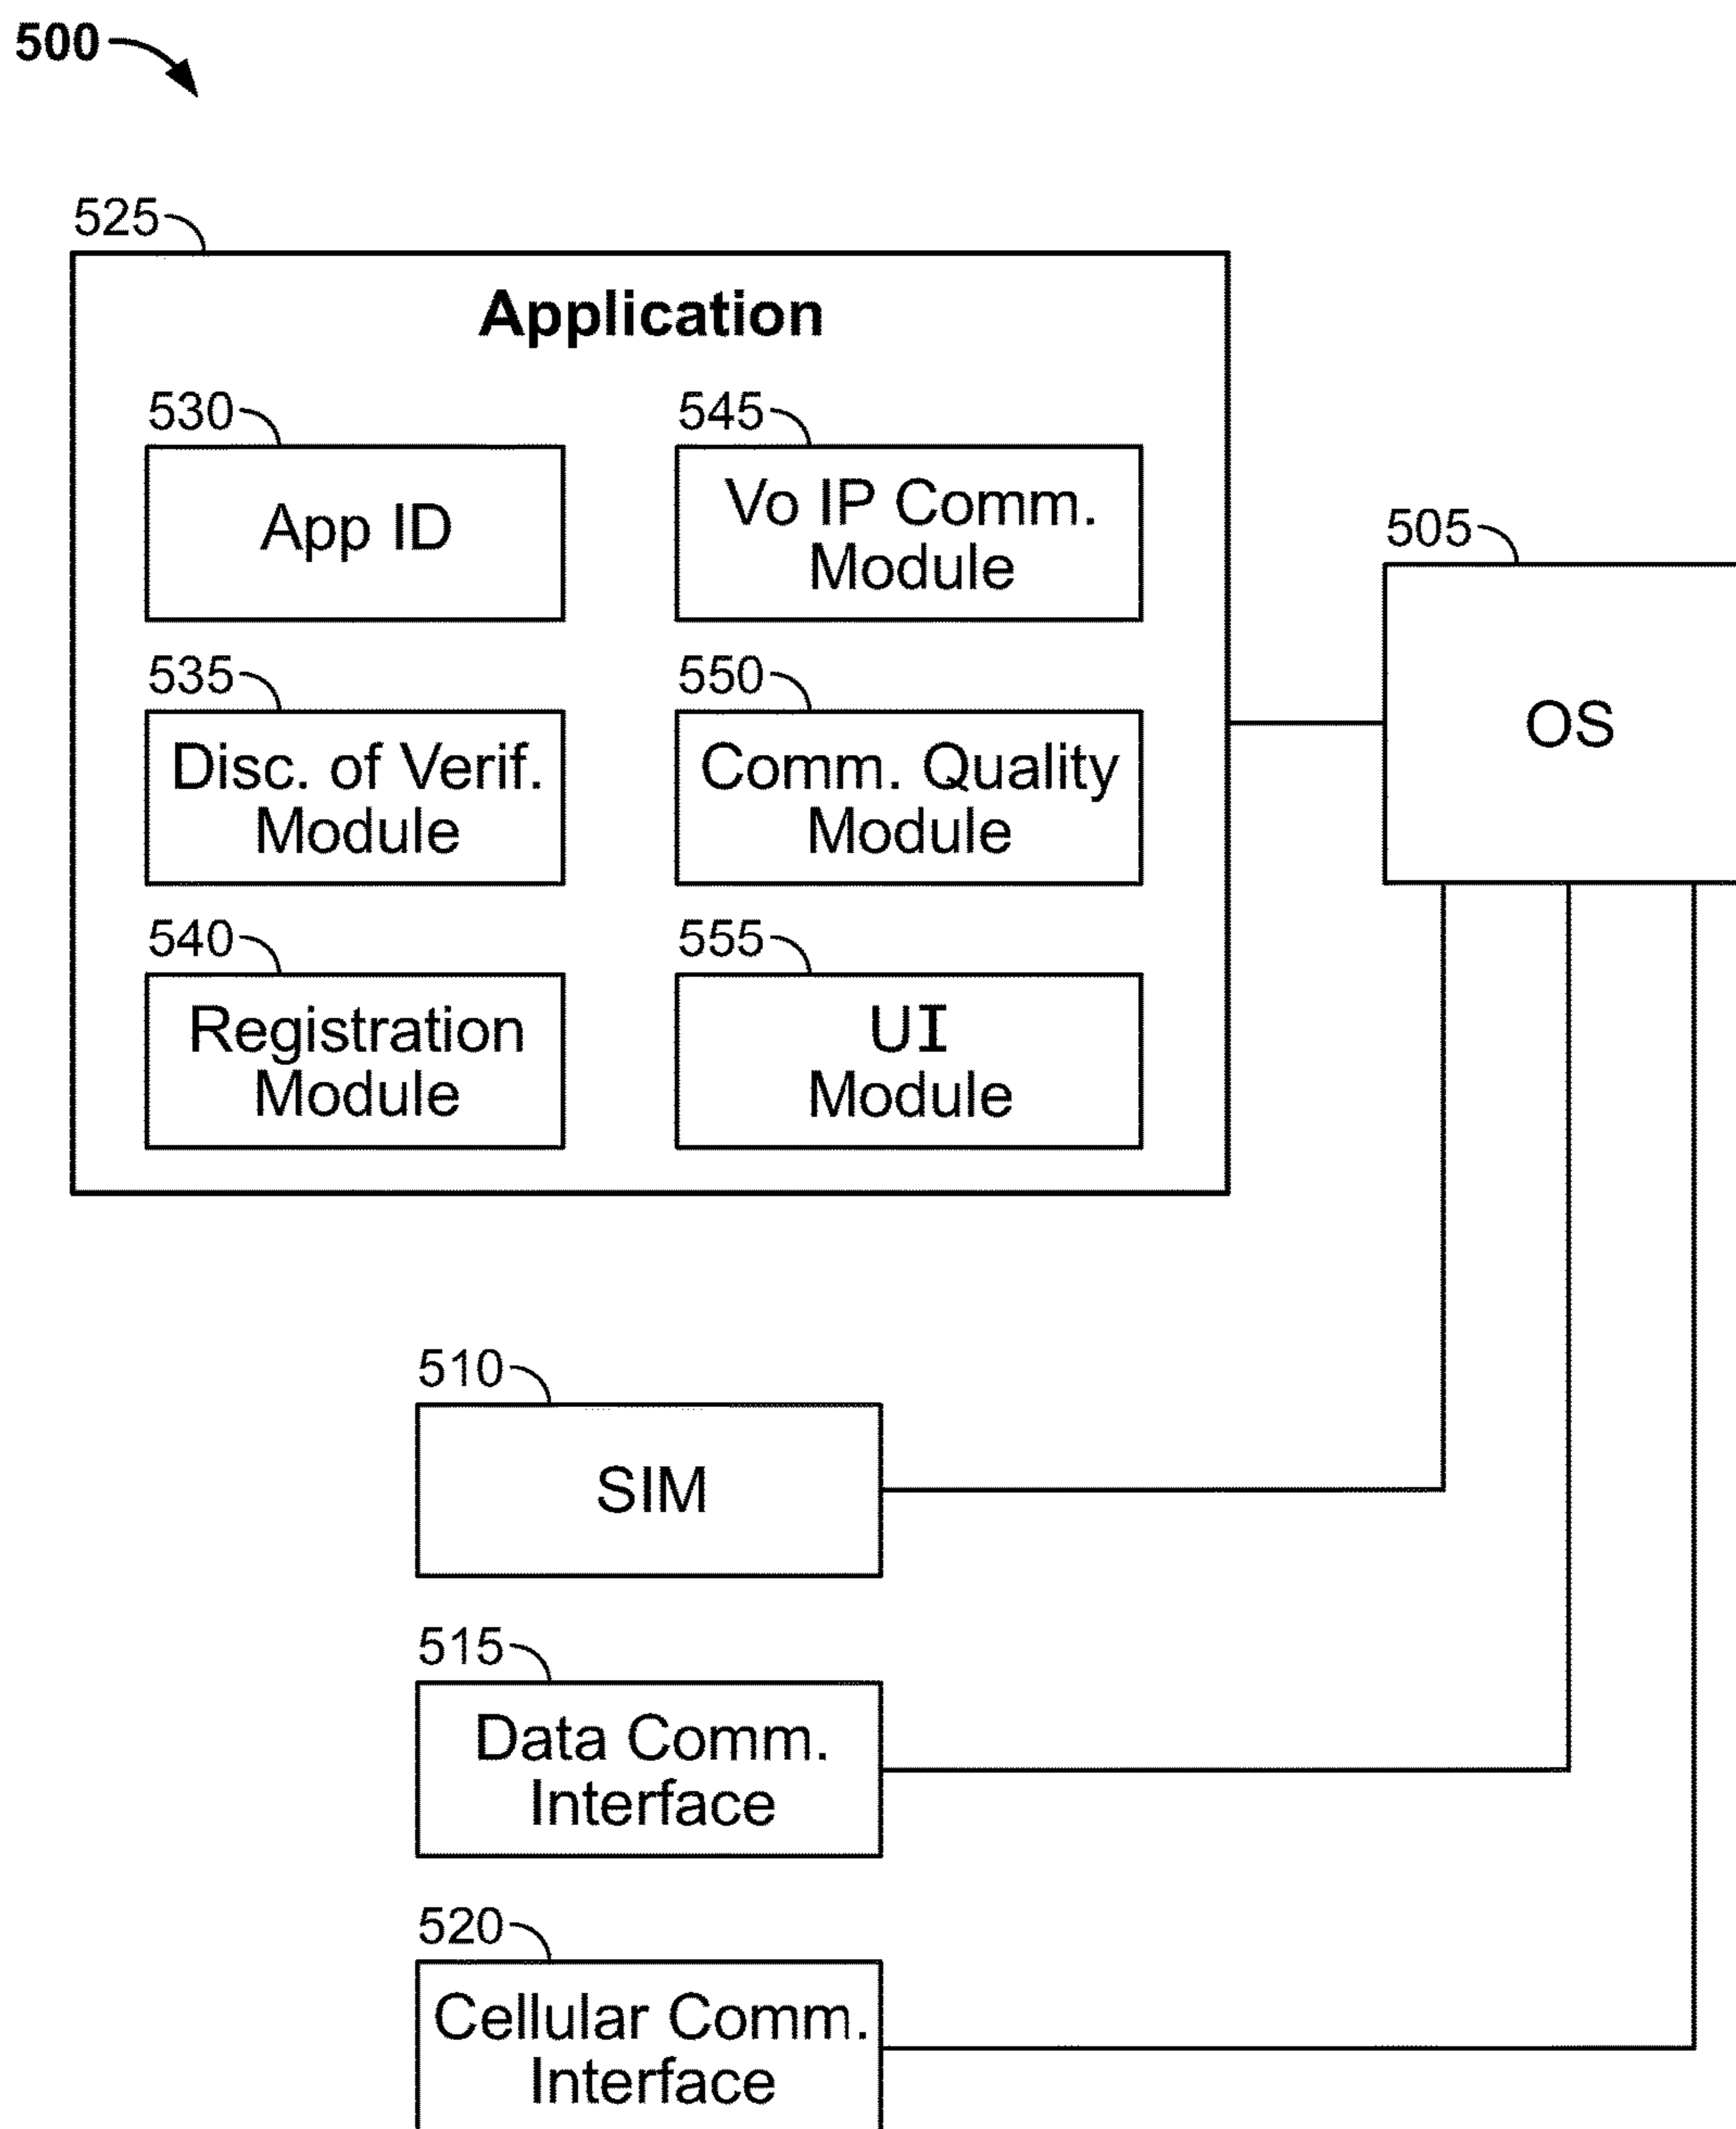 500
525
Application
530
App ID
545
Vo IP Comm.
Module
505
OS
535
Disc. of Verif.
Module
550
Comm. Quality
Module
540
Registration
Module
555
UI
Module
510
SIM
515
Data Comm.
Interface
520
Cellular Comm.
Interface